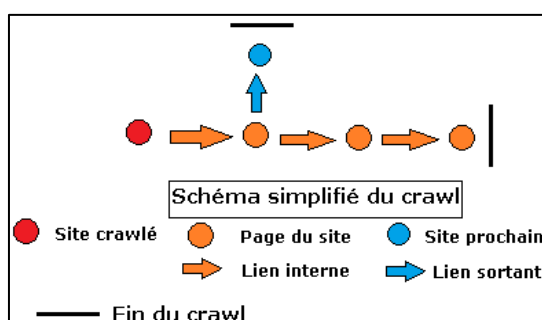 Schéma simplifié du crawl
Site crawlé Page du site Site prochain
Lien interne Lien sortant
Fin du crawl